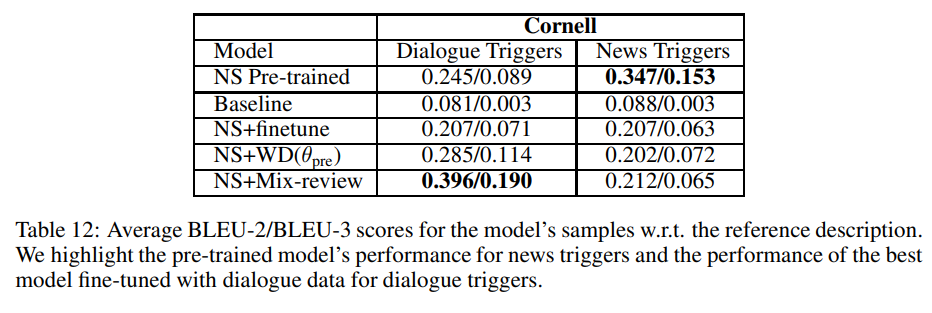 Cornell
Model Dialogue Triggers News Triggers
NS Pre-trained 0.245/0.089 0.347/0.153
Baseline 0.081/0.003 0.088/0.003
NS+finetune 0.207/0.071 0.207/0.063
NS+WD(θpre) 0.285/0.114 0.202/0.072
NS+Mix-review 0.396/0.190 0.212/0.065
Table 12: Average BLEU-2/BLEU-3 scores for the model's samples w.r.t. the reference description.
We highlight the pre-trained model's performance for news triggers and the performance of the best
model fine-tuned with dialogue data for dialogue triggers.